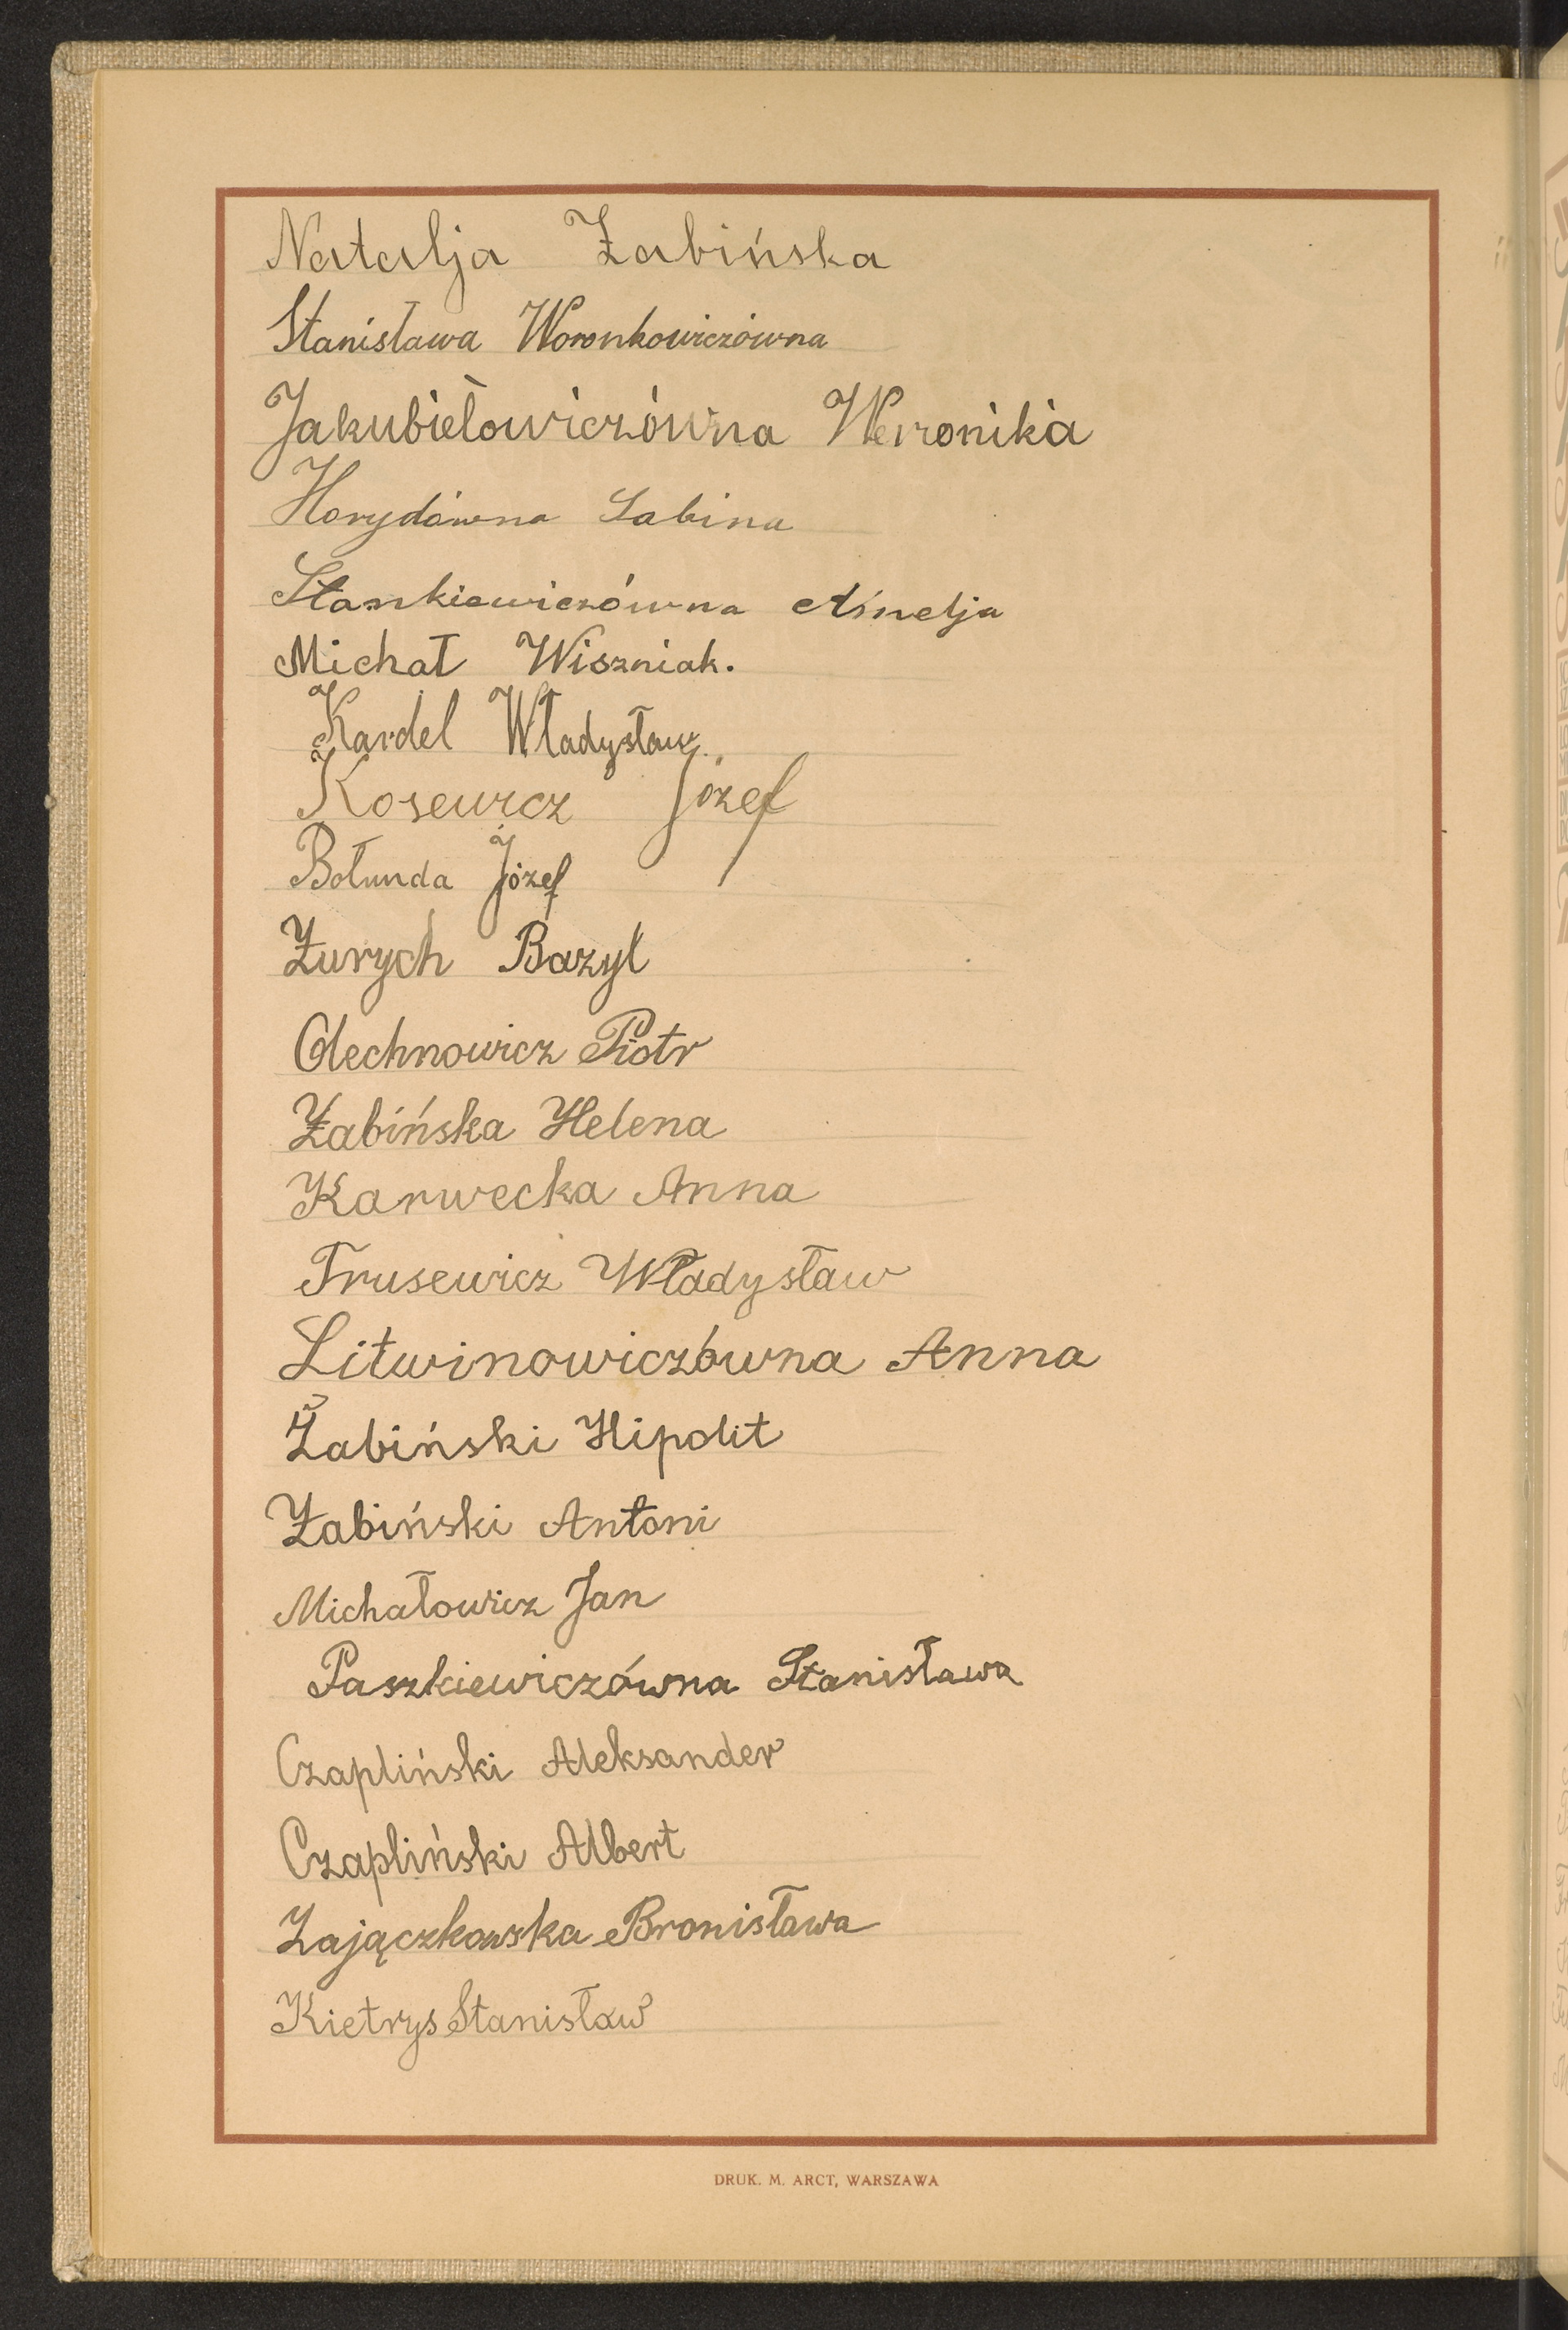 Natalja Żabińska
Stanisława Woronkowiczówna
Jakubiełowiczówna Weronika
Horydówna Sabina
Stankiewiczówna Anelja
Michał Wiszniak.
Kardel Władysław.
Kosewicz Józef
Bołunda Józef
Żurych Bazyl
Olechnowicz Piotr
Żabińska Helena
Karwecka Anna
Trusewicz Władysław
Litwinowiczówna Anna
Żabiński Hipolit
Żabiński Antoni
Michałowicz Jan
Paszkiewiczówna Stanisława
Czapliński Aleksander
Czapliński Albert
Zajączkowska Bronisława
Kietrys Stanisław
DRUK. M. ARCT, WARSZAWA